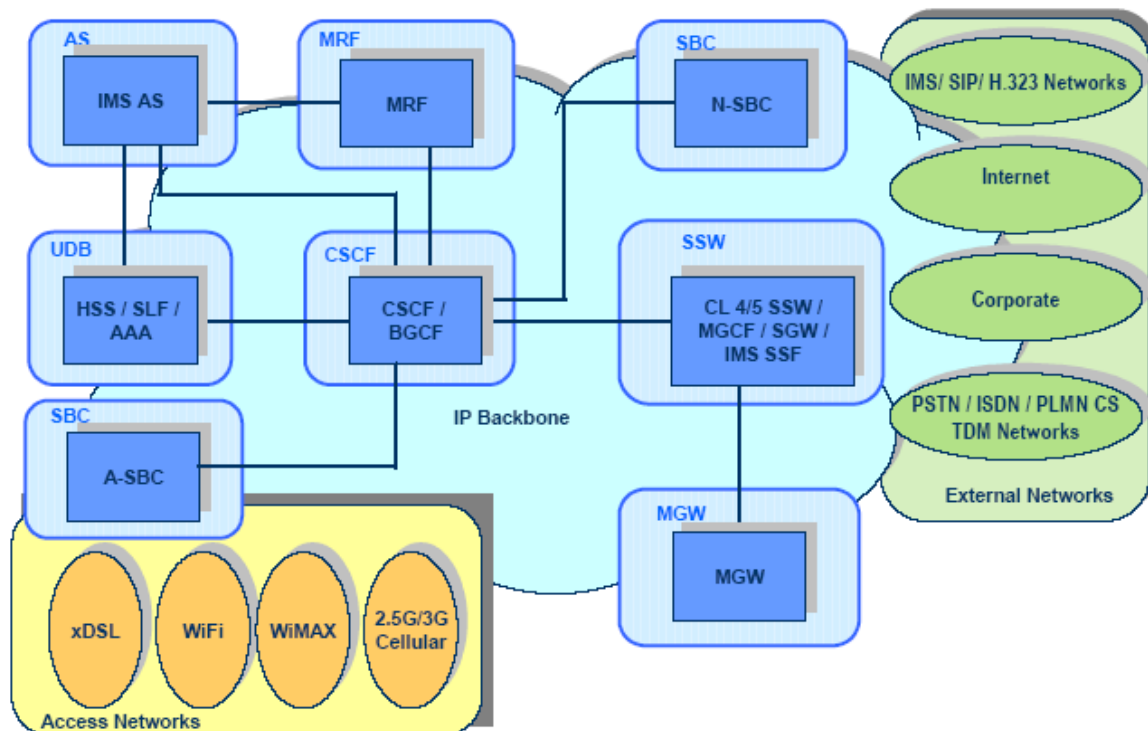 AS
IMS AS
MRF
MRF
SBC
N-SBC
IMS/ SIP/ H.323 Networks
Internet
UDB
HSS / SLF /
AAA
CSCF
CSCF /
BGCF
SSW
CL 4/5 SSW /
MGCF / SGW /
IMS SSF
Corporate
SBC
A-SBC
IP Backbone
PSTN / ISDN / PLMN CS
TDM Networks
External Networks
MGW
MGW
xDSL
WiFi
WiMAX
2.5G/3G
Cellular
Access Networks